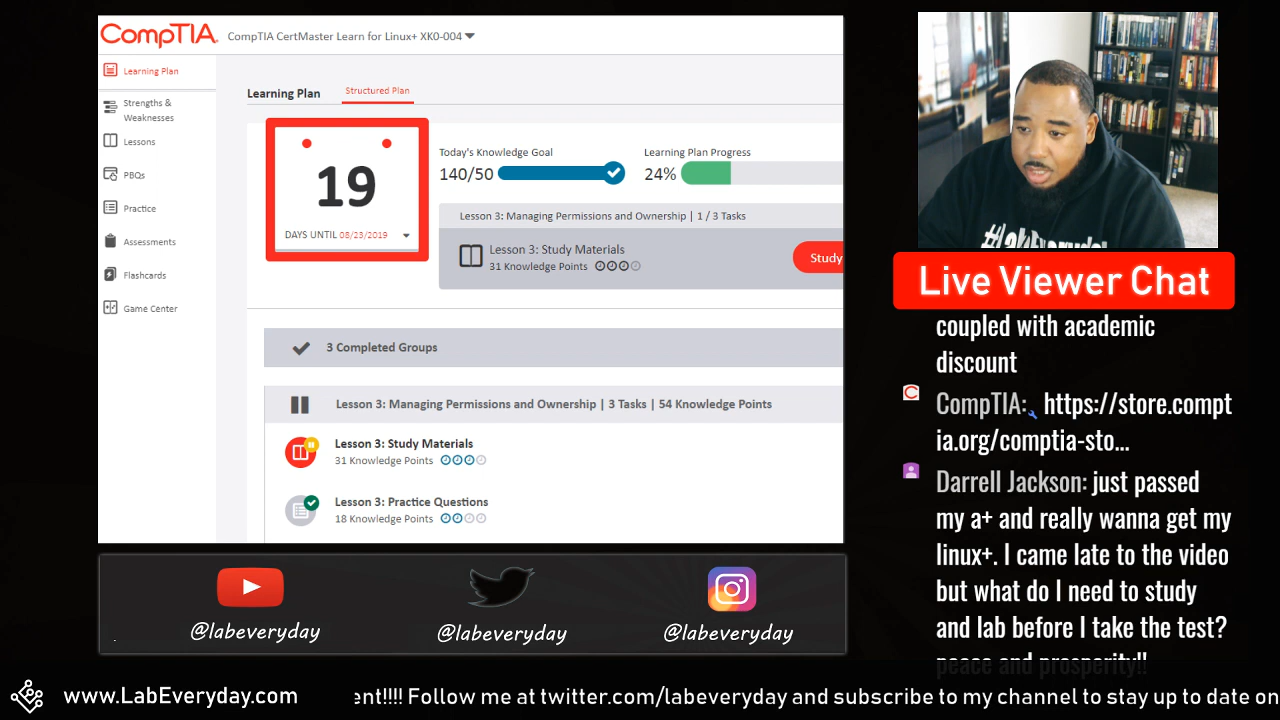 CompTIA.
CompTIA CertMaster Learn for Linux+ XK0-004
Learning Plan
Strengths &
Weaknesses
Lessons
PBQs
Practice
Assessments
Flashcards
Game Center
Learning Plan
Structured Plan
19
DAYS UNTIL 08/23/2019
Today's Knowledge Goal
140/50
Learning Plan Progress
24%
Lesson 3: Managing Permissions and Ownership | 1 / 3 Tasks
Lesson 3: Study Materials
31 Knowledge Points
Study
3 Completed Groups
Lesson 3: Managing Permissions and Ownership | 3 Tasks | 54 Knowledge Points
Lesson 3: Study Materials
31 Knowledge Points
Lesson 3: Practice Questions
18 Knowledge Points
#LabEveryday
Live Viewer Chat
coupled with academic
discount
CompTIA: https://store.compt
ia.org/comptia-sto...
Darrell Jackson: just passed
my a+ and really wanna get my
linux+. I came late to the video
but what do I need to study
and lab before I take the test?
peace and prosperity!!
@labeveryday
@labeveryday
@labeveryday
www.LabEveryday.com
ent!!!! Follow me at twitter.com/labeveryday and subscribe to my channel to stay up to date on